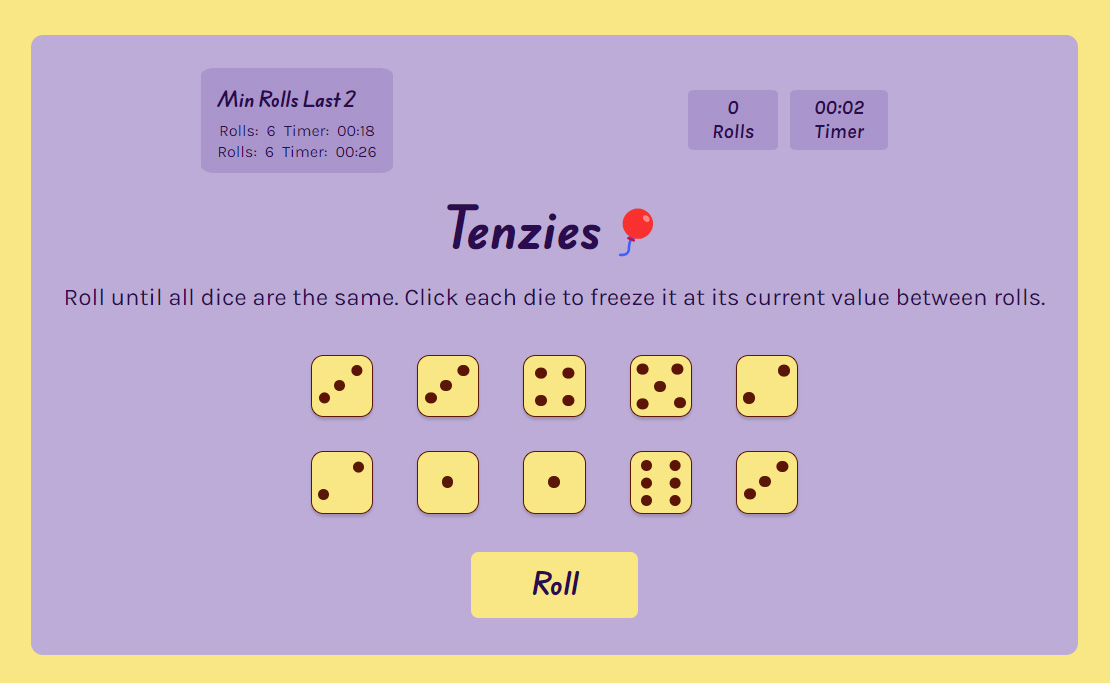 Min Rolls Last 2
Rolls: 6 Timer: 00:18
Rolls: 6 Timer: 00:26
0
Rolls
00:02
Timer
Tenzies
Roll until all dice are the same. Click each die to freeze it at its current value between rolls.
Roll